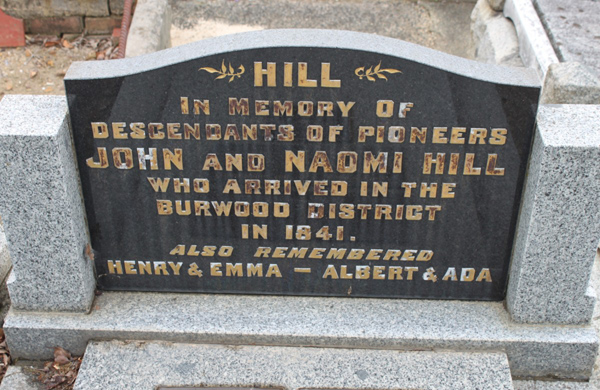 HILL
IN MEMORY OF
DESCENDANTS OF PIONEERS
JOHN AND NAOMI HILL
WHO ARRIVED IN THE
BURWOOD DISTRICT
IN 1841.
ALSO REMEMBERED
HENRY & EMMA – ALBERT & ADA